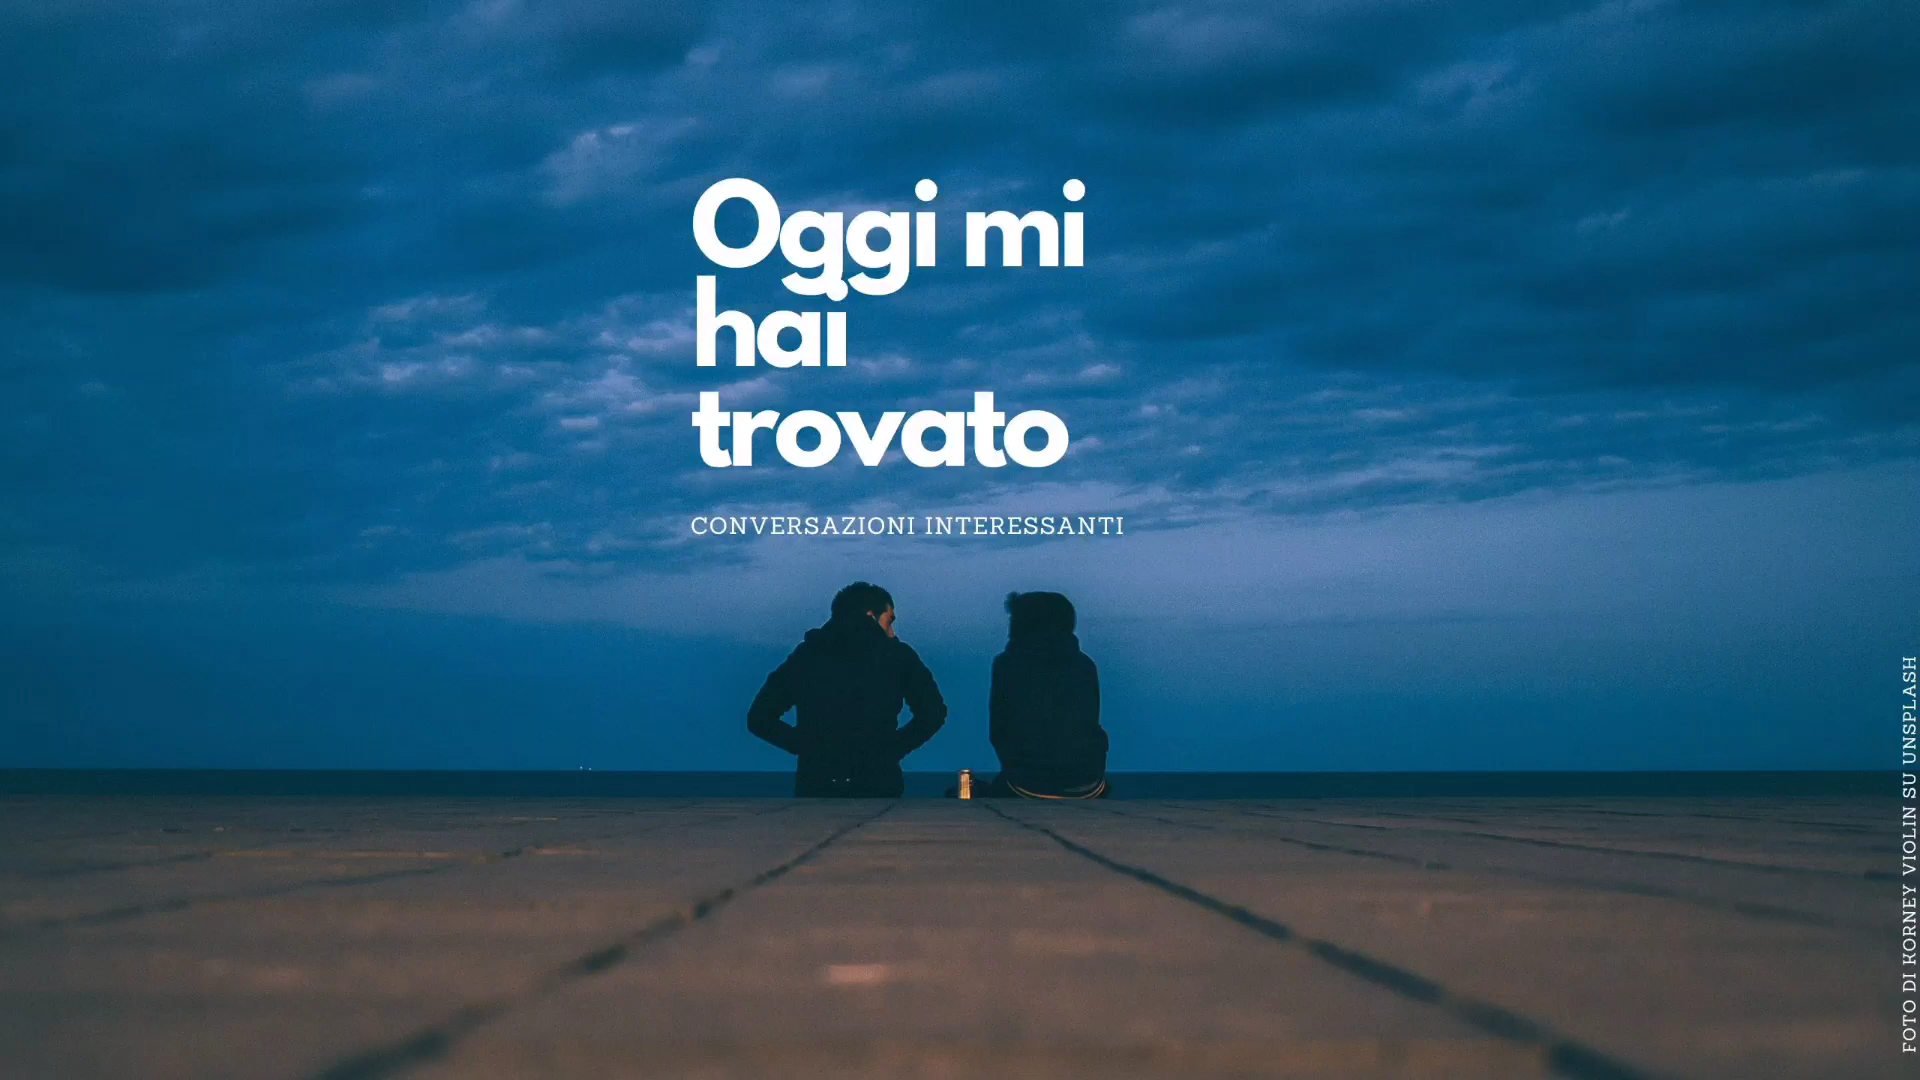 Oggi mi
hai
trovato
CONVERSAZIONI INTERESSANTI
FOTO DI KORNEY VIOLIN SU UNSPLASH